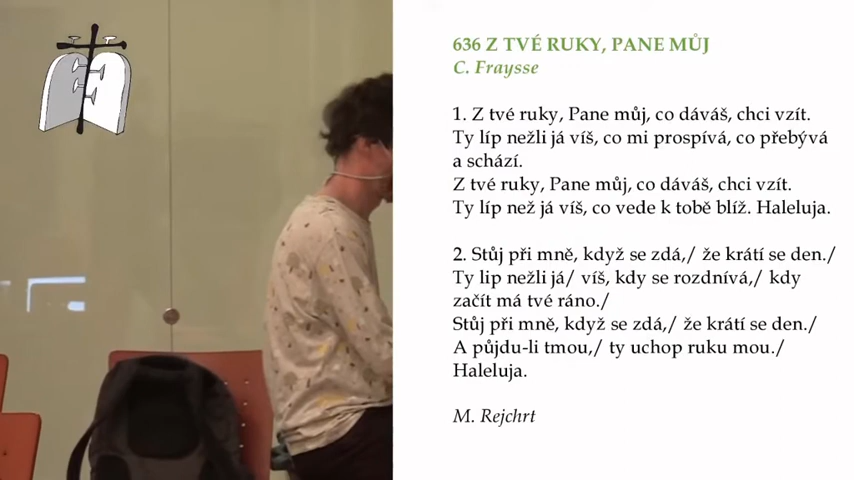 636 Z TVÉ RUKY, PANE MŮJ
C. Fraysse
1. Z tvé ruky, Pane můj, co dáváš, chci vzít.
Ty líp nežli já víš, co mi prospívá, co přebývá
a schází.
Z tvé ruky, Pane můj, co dáváš, chci vzít.
Ty líp než já víš, co vede k tobě blíž. Haleluja.
2. Stůj při mně, když se zdá,/ že krátí se den./
Ty lip nežli já/ víš, kdy se rozdnívá,/ kdy
začít má tvé ráno./
Stůj při mně, když se zdá,/ že krátí se den./
A půjdu-li tmou,/ ty uchop ruku mou./
Haleluja.
M. Rejchrt